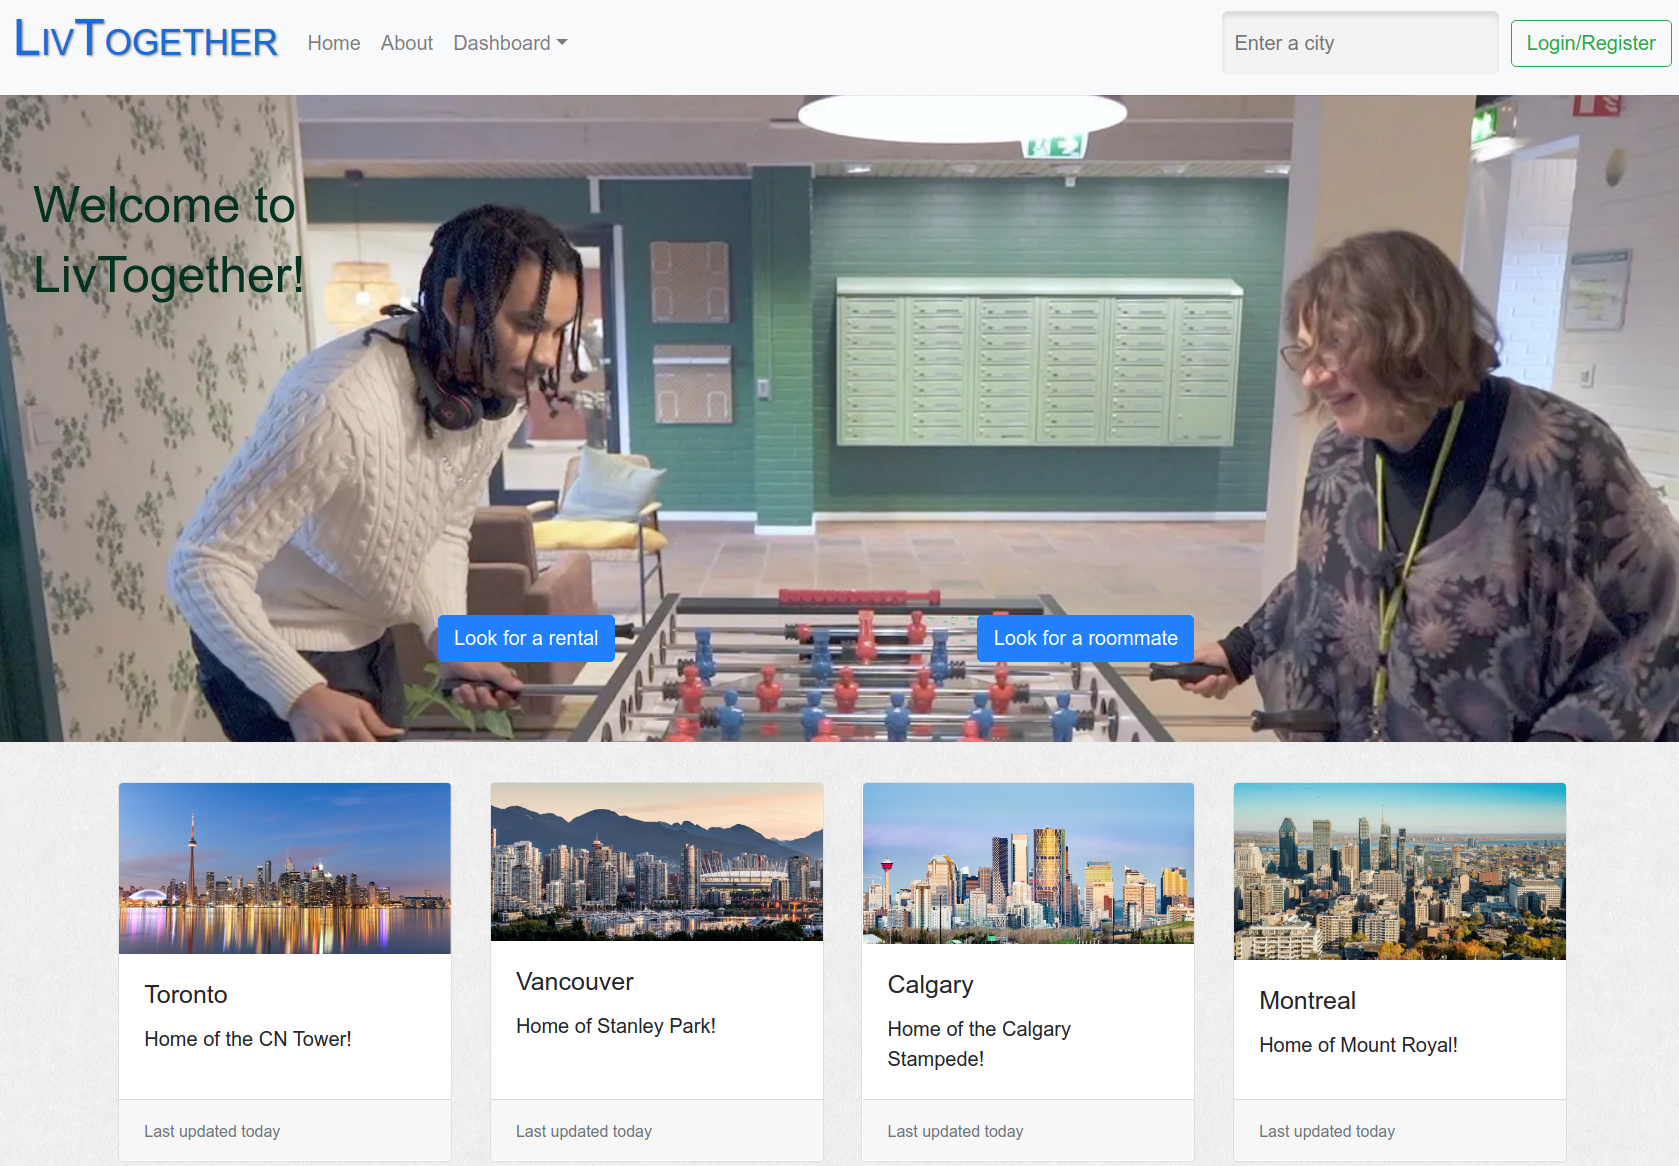 LivTogether
Home About Dashboard
Enter a city
Login/Register
Welcome to
LivTogether!
Look for a rental
Look for a roommate
Toronto
Home of the CN Tower!
Last updated today
Vancouver
Home of Stanley Park!
Last updated today
Calgary
Home of the Calgary
Stampede!
Last updated today
Montreal
Home of Mount Royal!
Last updated today